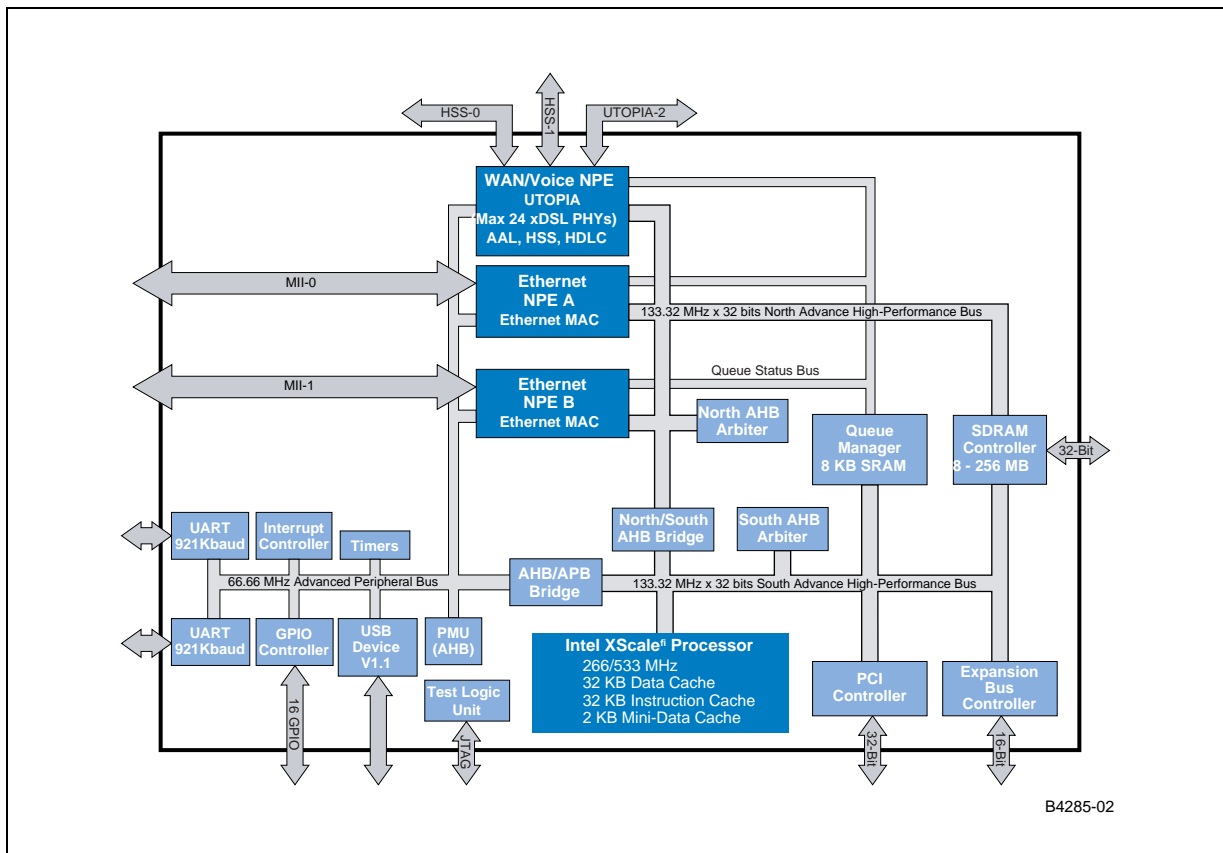 HSS-0
HSS-1
UTOPIA-2
WAN/Voice NPE
UTOPIA
(Max 24 xDSL PHYs)
AAL, HSS, HDLC
MII-0
Ethernet
NPE A
Ethernet MAC
133.32 MHz x 32 bits North Advance High-Performance Bus
MII-1
Ethernet
NPE B
Ethernet MAC
Queue Status Bus
North AHB
Arbiter
Queue
Manager
8 KB SRAM
SDRAM
Controller
8 - 256 MB
32-Bit
UART
921Kbaud
Interrupt
Controller
Timers
North/South
AHB Bridge
South AHB
Arbiter
66.66 MHz Advanced Peripheral Bus
AHB/APB
Bridge
133.32 MHz x 32 bits South Advance High-Performance Bus
UART
921Kbaud
GPIO
Controller
USB
Device
V1.1
PMU
(AHB)
Test Logic
Unit
Intel XScaleﬁ Processor
266/533 MHz
32 KB Data Cache
32 KB Instruction Cache
2 KB Mini-Data Cache
PCI
Controller
Expansion
Bus
Controller
16 GPIO
JTAG
32-Bit
16-Bit
B4285-02